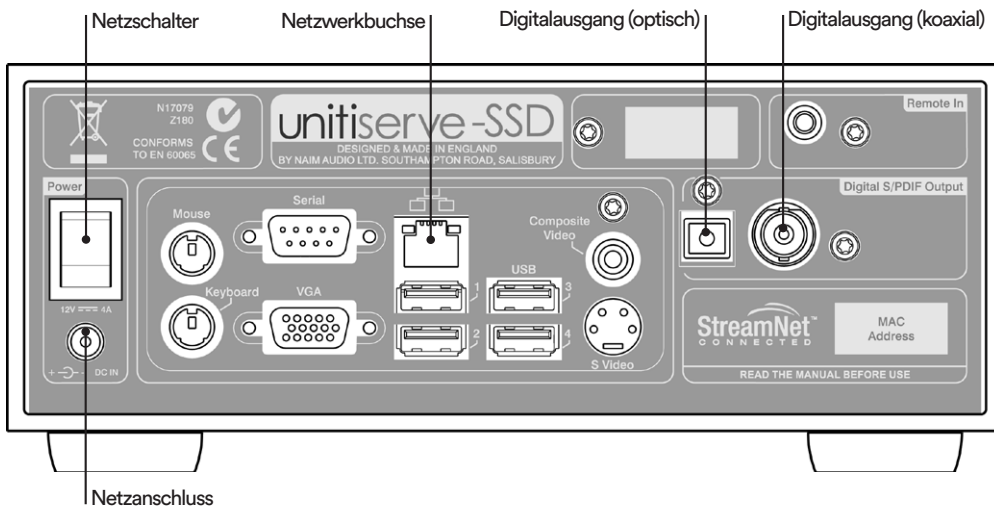 Netzschalter
Netzwerkbuchse
Digitalausgang (optisch)
Digitalausgang (koaxial)
N17079
Z180
CONFORMS
TO EN 60065
unitiserve-SSD
DESIGNED & MADE IN ENGLAND
BY NAIM AUDIO LTD. SOUTHAMPTON ROAD, SALISBURY
Remote In
Power
12V 4A
+ - DC IN
Mouse
Keyboard
Serial
VGA
1
2
USB
3
4
Composite
Video
S Video
Digital S/PDIF Output
StreamNet™
CONNECTED
MAC
Address
READ THE MANUAL BEFORE USE
Netzanschluss